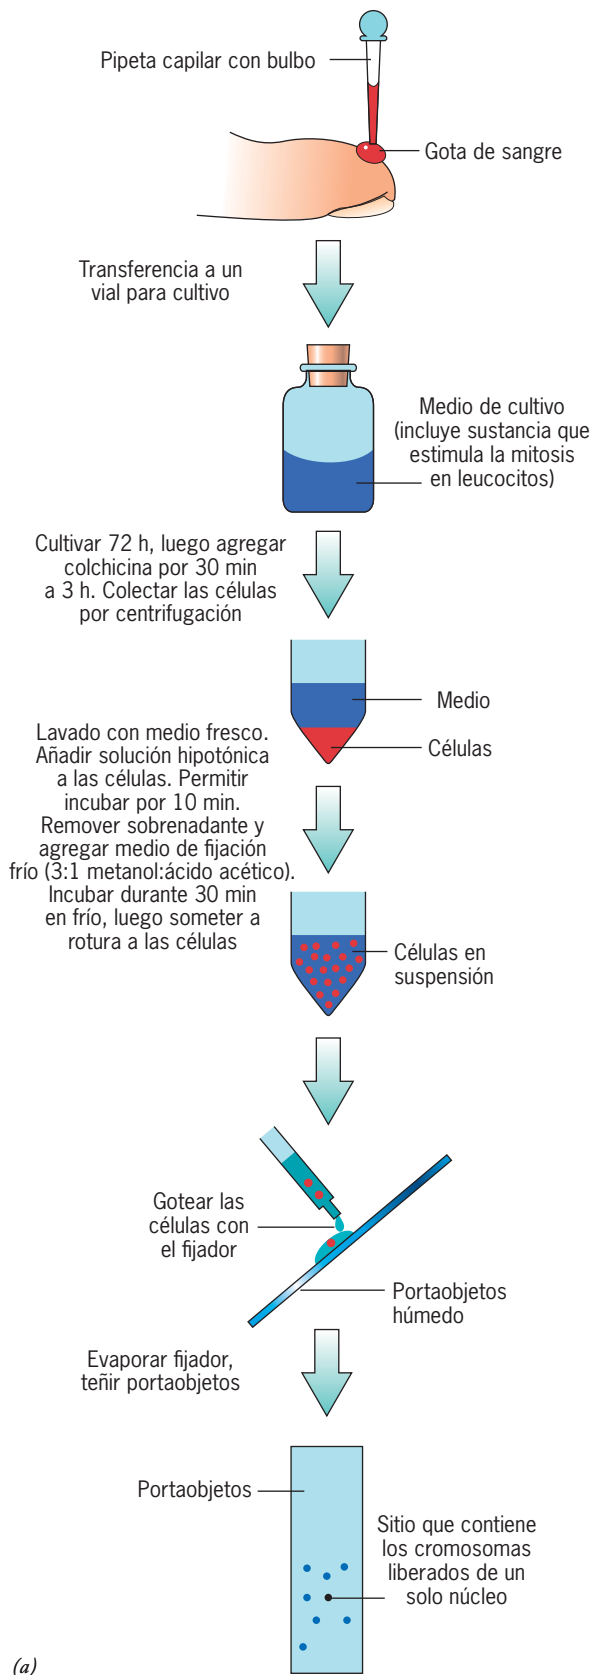 Pipeta capilar con bulbo
Gota de sangre
Transferencia a un
vial para cultivo
Medio de cultivo
(incluye sustancia que
estimula la mitosis
en leucocitos)
Cultivar 72 h, luego agregar
colchicina por 30 min
a 3 h. Colectar las células
por centrifugación
Medio
Células
Lavado con medio fresco.
Añadir solución hipotónica
a las células. Permitir
incubar por 10 min.
Remover sobrenadante y
agregar medio de fijación
frío (3:1 metanol:ácido acético).
Incubar durante 30 min
en frío, luego someter a
rotura a las células
Células en
suspensión
Gotear las
células con
el fijador
Portaobjetos
húmedo
Evaporar fijador,
teñir portaobjetos
Portaobjetos
Sitio que contiene
los cromosomas
liberados de un
solo núcleo
(a)